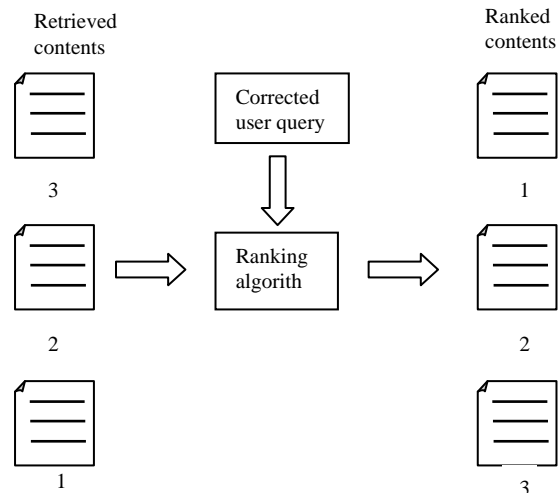 Retrieved
contents
3
2
1
Corrected
user query
Ranking
algorith
Ranked
contents
1
2
3